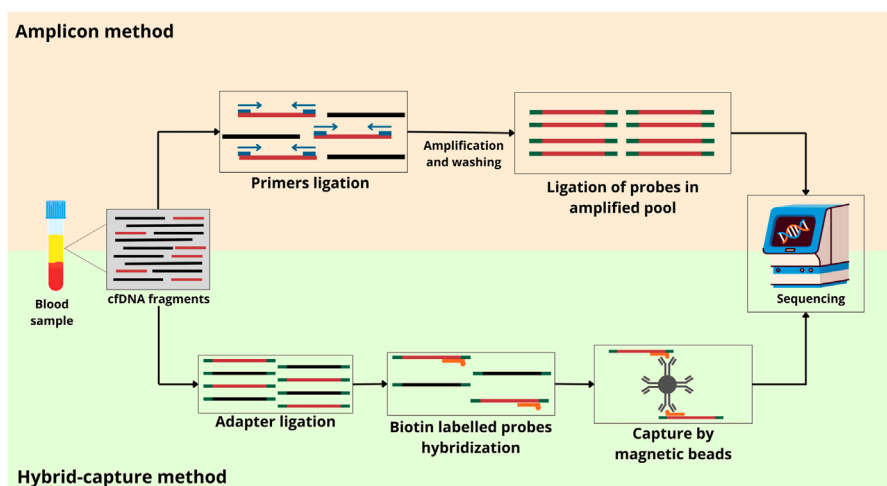 Amplicon method
Primers ligation
Amplification
and washing
Ligation of probes in
amplified pool
Blood
sample
cfDNA fragments
Sequencing
Adapter ligation
Biotin labelled probes
hybridization
Capture by
magnetic beads
Hybrid-capture method